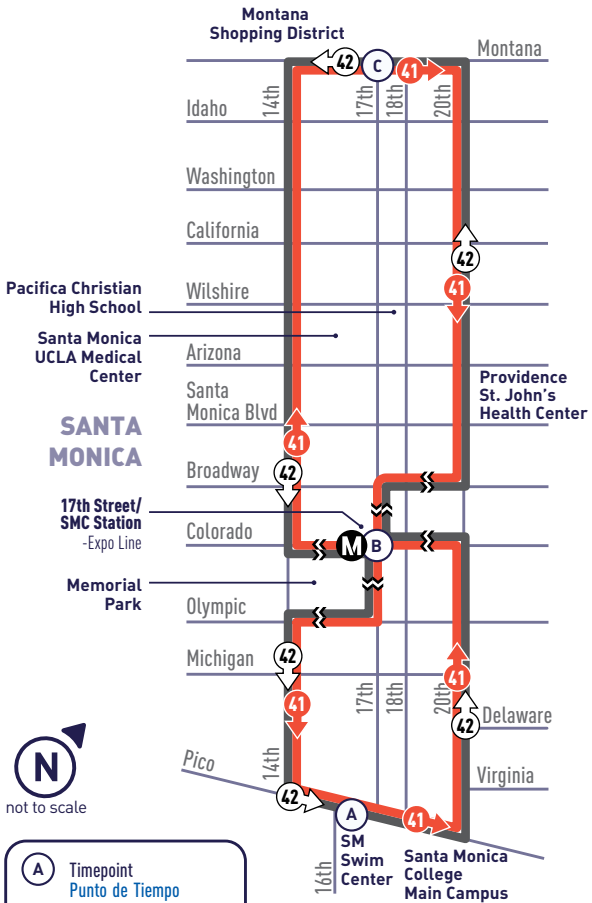 Montana
Shopping District
Montana
42
C
41
14th
17th
18th
20th
Idaho
Washington
California
42
Pacifica Christian
High School
Wilshire
41
Santa Monica
UCLA Medical
Center
Arizona
Providence
St. John's
Health Center
Santa
Monica Blvd
SANTA
MONICA
41
Broadway
42
17th Street/
SMC Station
-Expo Line
Colorado
M
B
Memorial
Park
Olympic
Michigan
42
41
17th
18th
20th
41
42
Delaware
N
not to scale
Pico
14th
Virginia
42
A
41
16th
SM
Swim
Center
Santa Monica
College
Main Campus
A
Timepoint
Punto de Tiempo